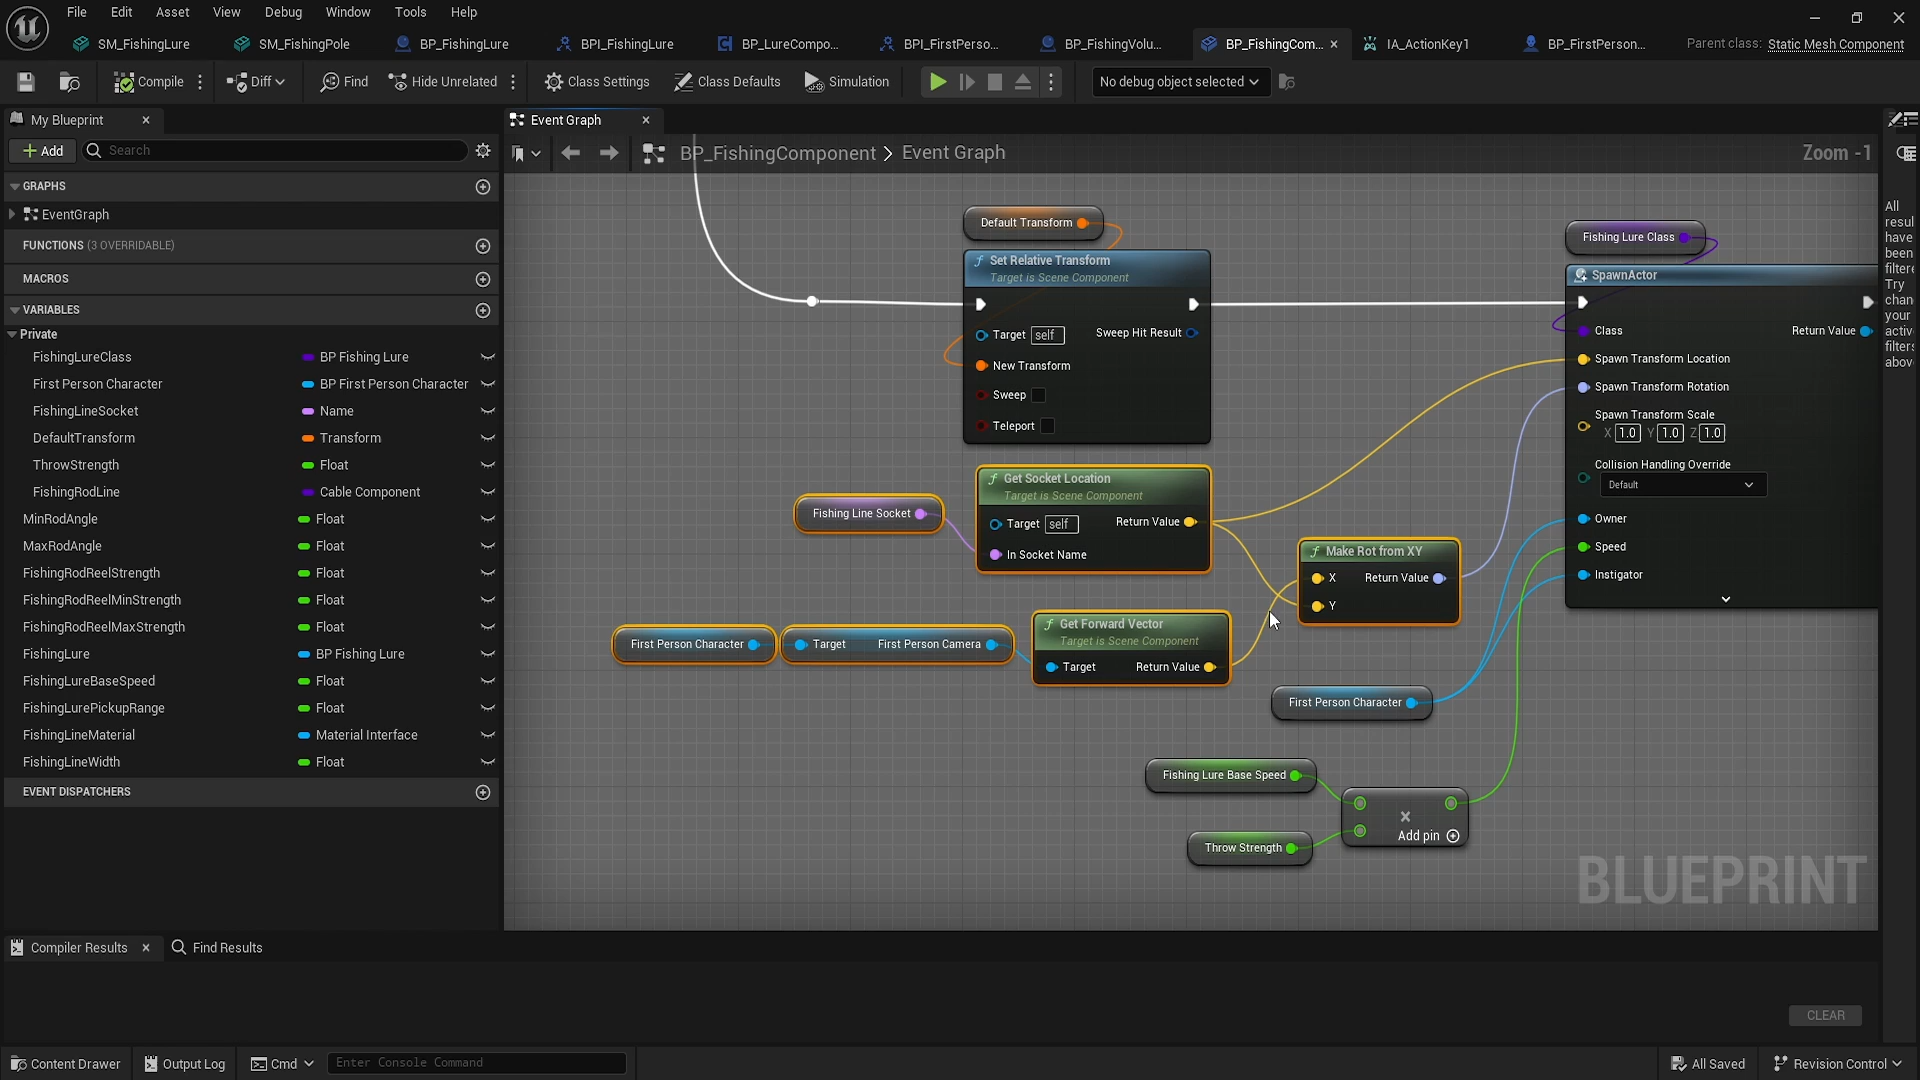 File Edit Asset View Debug Window Tools Help
SM_FishingLure SM_FishingPole BP_FishingLure BPI_FishingLure BP_LureCompo... BPI_FirstPerso... BP_FishingVolu... BP_FishingCom... IA_ActionKey1 BP_FirstPerson... Parent class: Static Mesh Component
Compile Diff Find Hide Unrelated Class Settings Class Defaults Simulation No debug object selected
My Blueprint
Add Search
GRAPHS
EventGraph
FUNCTIONS (3 OVERRIDABLE)
MACROS
VARIABLES
Private
FishingLureClass BP Fishing Lure
First Person Character BP First Person Character
FishingLineSocket Name
DefaultTransform Transform
ThrowStrength Float
FishingRodLine Cable Component
MinRodAngle Float
MaxRodAngle Float
FishingRodReelStrength Float
FishingRodReelMinStrength Float
FishingRodReelMaxStrength Float
FishingLure BP Fishing Lure
FishingLureBaseSpeed Float
FishingLurePickupRange Float
FishingLineMaterial Material Interface
FishingLineWidth Float
EVENT DISPATCHERS
Event Graph
BP_FishingComponent > Event Graph
Zoom -1
Default Transform
Set Relative Transform
Target is Scene Component
Target self Sweep Hit Result
New Transform
Sweep
Teleport
Fishing Line Socket
Get Socket Location
Target is Scene Component
Target self Return Value
In Socket Name
First Person Character
Target First Person Camera
Get Forward Vector
Target is Scene Component
Target Return Value
Make Rot from XY
X Return Value
Y
First Person Character
Fishing Lure Base Speed
Throw Strength
Add pin
Fishing Lure Class
SpawnActor
Class Return Value
Spawn Transform Location
Spawn Transform Rotation
Spawn Transform Scale
X 1.0 Y 1.0 Z 1.0
Collision Handling Override
Default
Owner
Speed
Instigator
BLUEPRINT
All
resul
have
been
filtere
Try
chan
your
active
filters
above
Compiler Results Find Results
CLEAR
Content Drawer Output Log Cmd Enter Console Command All Saved Revision Control